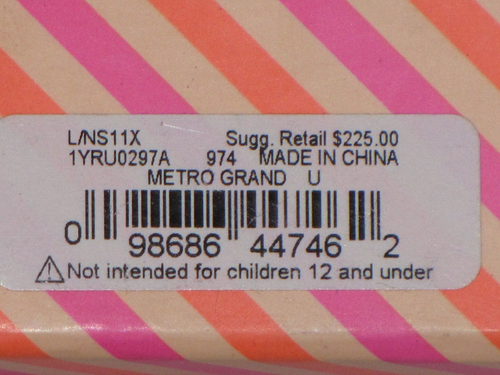 L/NS11X Sugg. Retail $225.00
1YRU0297A 974 MADE IN CHINA
METRO GRAND U
0 98686 44746 2
Not intended for children 12 and under